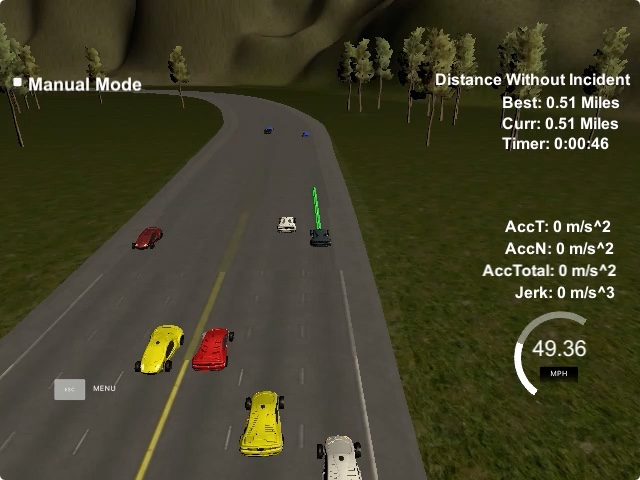 Manual Mode
Distance Without Incident
Best: 0.51 Miles
Curr: 0.51 Miles
Timer: 0:00:46
AccT: 0 m/s^2
AccN: 0 m/s^2
AccTotal: 0 m/s^2
Jerk: 0 m/s^3
49.36
MPH
ESC MENU